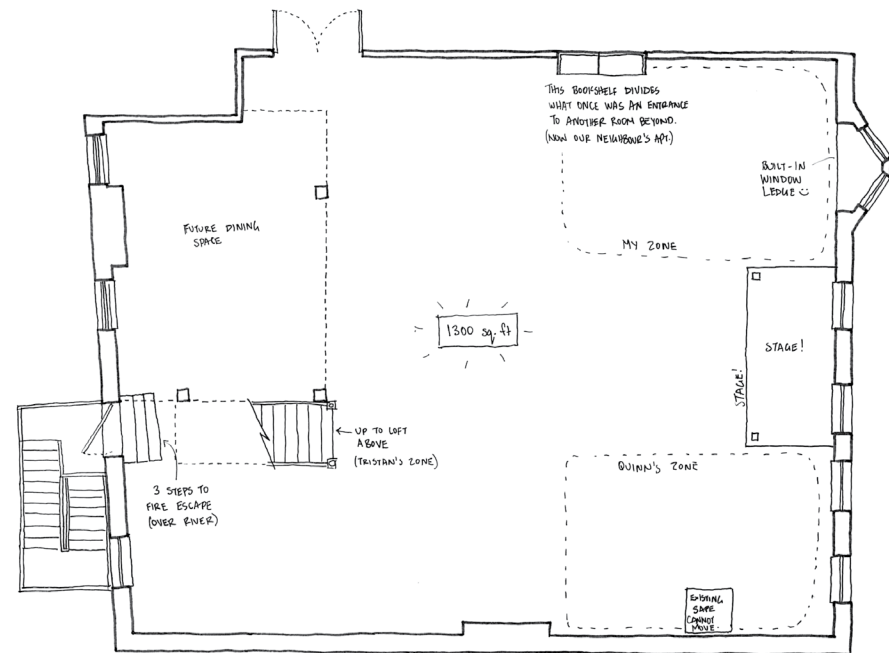 THIS BOOKSHELF DIVIDES
WHAT ONCE WAS AN ENTRANCE
TO ANOTHER ROOM BEYOND.
(NOW OUR NEIGHBOUR'S APT.)
BUILT-IN
WINDOW
LEDGE
MY ZONE
FUTURE DINING
SPACE
1300 sq. ft
STAGE!
STAGE!
UP TO LOFT
ABOVE
(TRISTAN'S ZONE)
3 STEPS TO
FIRE ESCAPE
(OVER RIVER)
QUINN'S ZONE
EXISTING
SAFE
CANNOT
MOVE